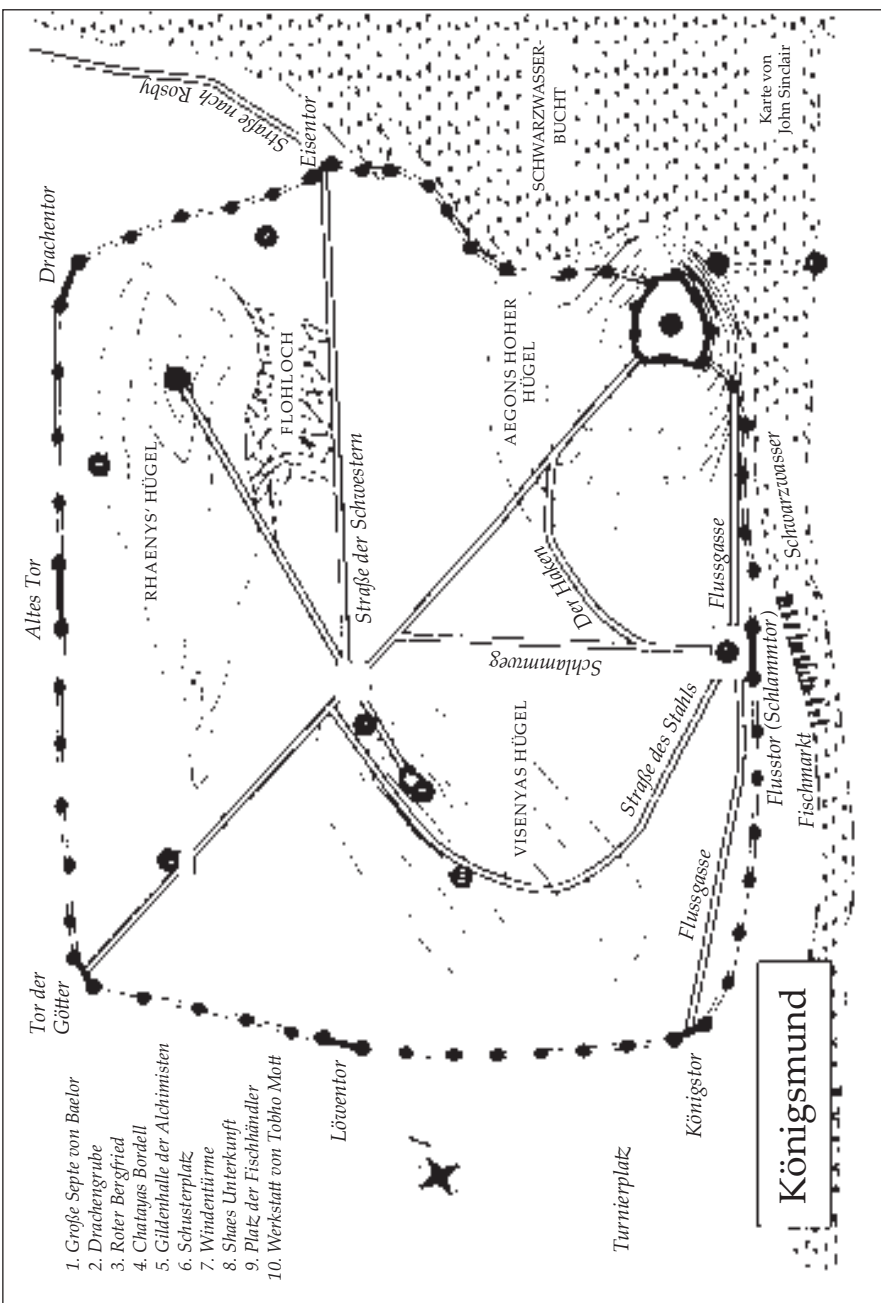 Tor der
Götter
Altes Tor
Drachentor
1. Große Septe von Baelor
2. Drachengrube
3. Roter Bergfried
4. Chatayas Bordell
5. Gildenhalle der Alchimisten
6. Schusterplatz
7. Windentürme
8. Shaes Unterkunft
9. Platz der Fischhändler
10. Werkstatt von Tobho Mott
Straße nach Rosby
Eisentor
RHAENYS' HÜGEL
FLOHLOCH
Straße der Schwestern
Löwentor
SCHWARZWASSER-
BUCHT
AEGONS HOHER
HÜGEL
VISENYAS HÜGEL
Schlammweg
Der Haken
Straße des Stahls
Turnierplatz
Königstor
Flussgasse
Flussgasse
Flusstor (Schlammtor)
Fischmarkt
Schwarzwasser
Karte von
John Sinclair
Königsmund